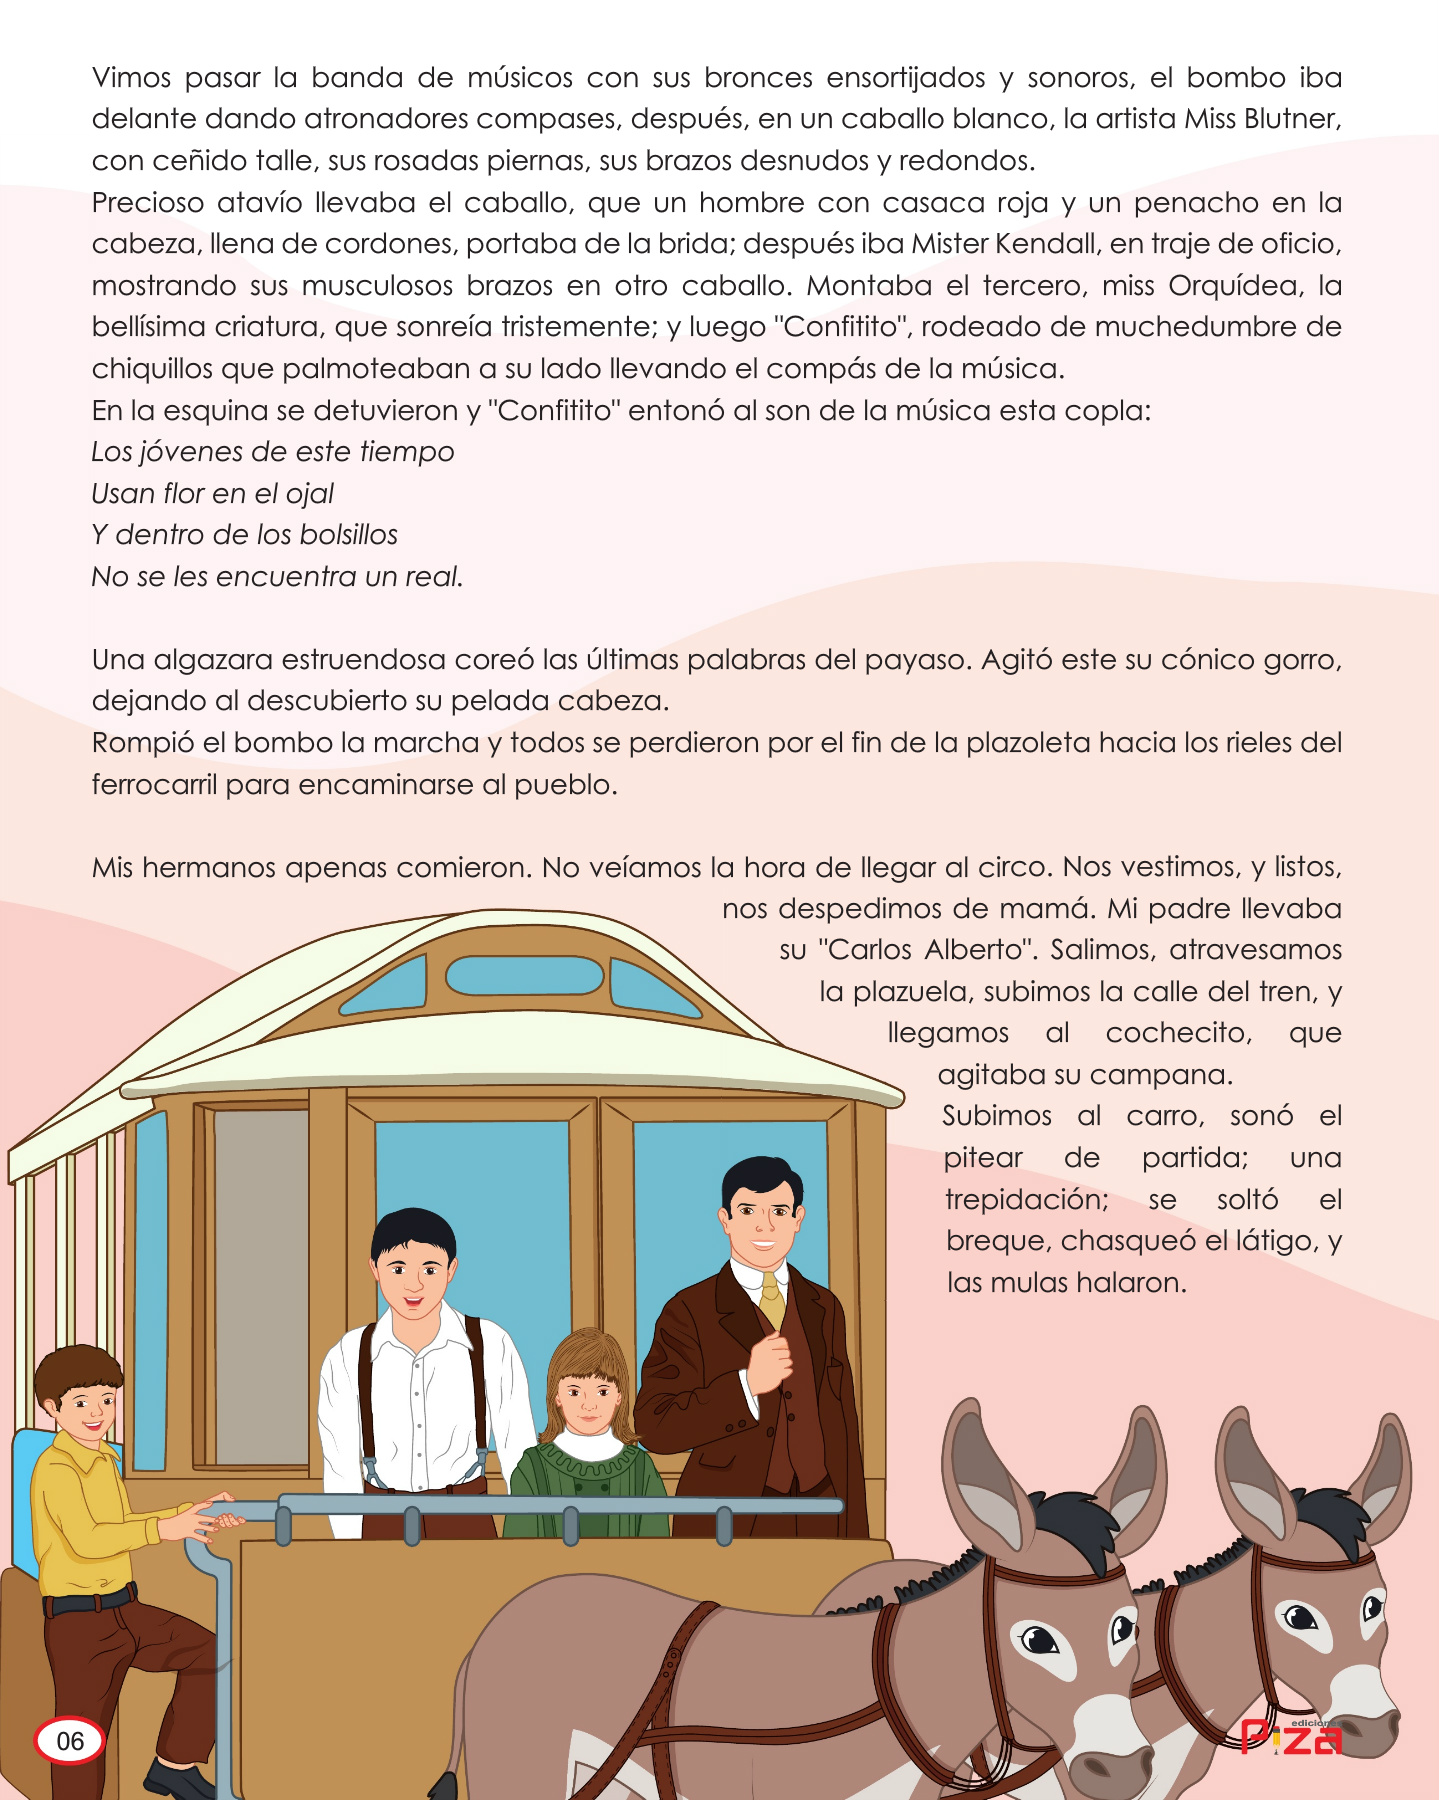 Vimos pasar la banda de músicos con sus bronces ensortijados y sonoros, el bombo iba
delante dando atronadores compases, después, en un caballo blanco, la artista Miss Blutner,
con ceñido talle, sus rosadas piernas, sus brazos desnudos y redondos.
Precioso atavío llevaba el caballo, que un hombre con casaca roja y un penacho en la
cabeza, llena de cordones, portaba de la brida; después iba Mister Kendall, en traje de oficio,
mostrando sus musculosos brazos en otro caballo. Montaba el tercero, miss Orquídea, la
bellísima criatura, que sonreía tristemente; y luego "Confitito", rodeado de muchedumbre de
chiquillos que palmoteaban a su lado llevando el compás de la música.
En la esquina se detuvieron y "Confitito" entonó al son de la música esta copla:
Los jóvenes de este tiempo
Usan flor en el ojal
Y dentro de los bolsillos
No se les encuentra un real.
Una algazara estruendosa coreó las últimas palabras del payaso. Agitó este su cónico gorro,
dejando al descubierto su pelada cabeza.
Rompió el bombo la marcha y todos se perdieron por el fin de la plazoleta hacia los rieles del
ferrocarril para encaminarse al pueblo.
Mis hermanos apenas comieron. No veíamos la hora de llegar al circo. Nos vestimos, y listos,
nos despedimos de mamá. Mi padre llevaba
su "Carlos Alberto". Salimos, atravesamos
la plazuela, subimos la calle del tren, y
llegamos al cochecito, que
agitaba su campana.
Subimos al carro, sonó el
pitear de partida; una
trepidación; se soltó el
breque, chasqueó el látigo, y
las mulas halaron.
06
ediciones
Piza